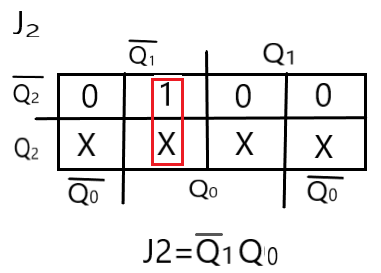 J₂
Q̅₁ Q₁
Q̅₂ 0 1 0 0
Q₂ X X X X
Q̅₀ Q₀ Q̅₀
J2=Q̅₁Q₀